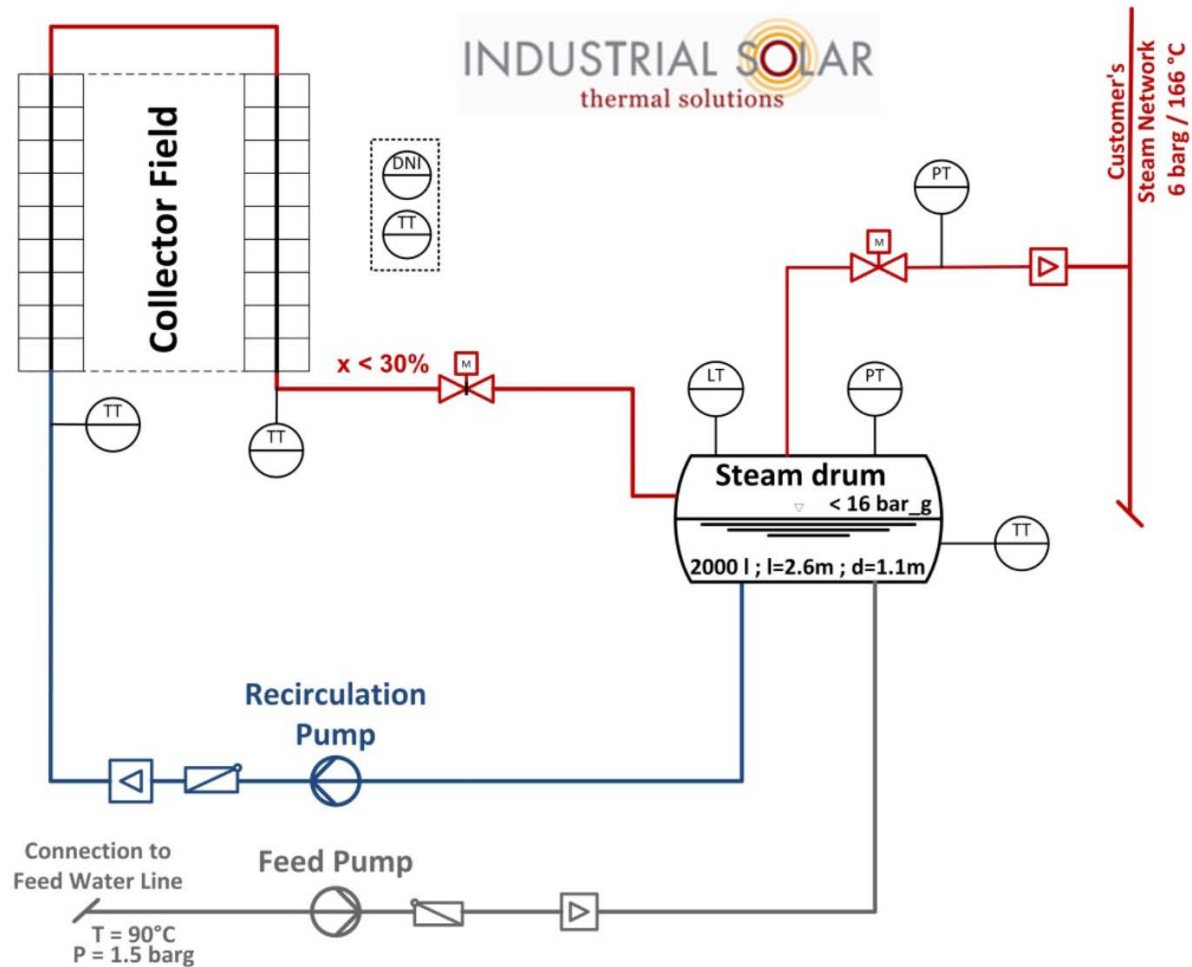 INDUSTRIAL SOLAR
thermal solutions
Customer's
Steam Network
6 barg / 166 °C
Collector Field
DNI
TT
PT
M
x < 30%
M
LT
PT
TT
TT
Steam drum
< 16 bar_g
TT
2000 l ; l=2.6m ; d=1.1m
Recirculation
Pump
Connection to
Feed Water Line
Feed Pump
T = 90°C
P = 1.5 barg